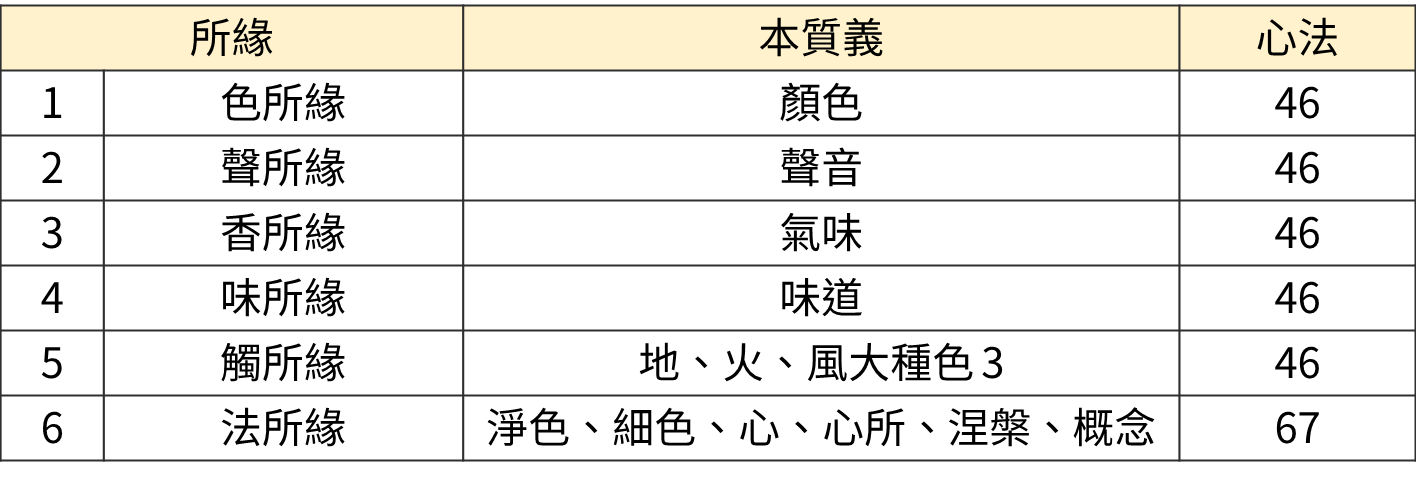 所緣 本質義 心法
1 色所緣 顏色 46
2 聲所緣 聲音 46
3 香所緣 氣味 46
4 味所緣 味道 46
5 觸所緣 地、火、風大種色 3 46
6 法所緣 淨色、細色、心、心所、涅槃、概念 67